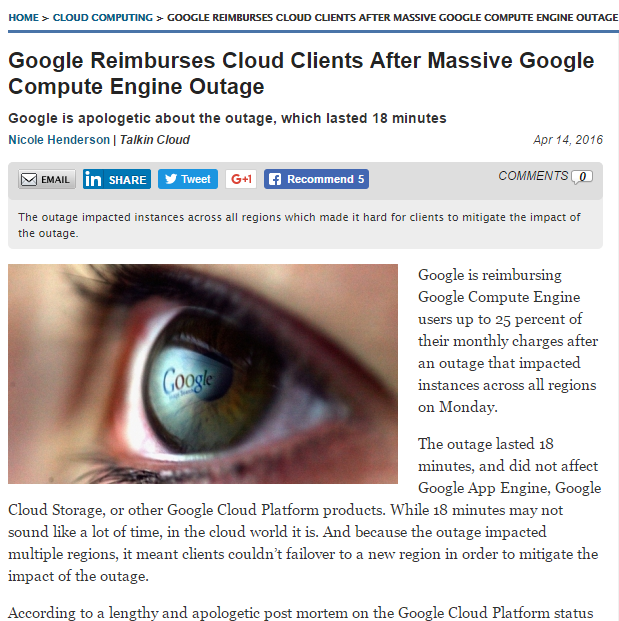 HOME > CLOUD COMPUTING > GOOGLE REIMBURSES CLOUD CLIENTS AFTER MASSIVE GOOGLE COMPUTE ENGINE OUTAGE
Google Reimburses Cloud Clients After Massive Google
Compute Engine Outage
Google is apologetic about the outage, which lasted 18 minutes
Nicole Henderson | Talkin Cloud
Apr 14, 2016
EMAIL
in SHARE
Tweet
G+1
f Recommend 5
COMMENTS 0
The outage impacted instances across all regions which made it hard for clients to mitigate the impact of
the outage.
Google
Google is reimbursing
Google Compute Engine
users up to 25 percent of
their monthly charges after
an outage that impacted
instances across all regions
on Monday.
The outage lasted 18
minutes, and did not affect
Google App Engine, Google
Cloud Storage, or other Google Cloud Platform products. While 18 minutes may not
sound like a lot of time, in the cloud world it is. And because the outage impacted
multiple regions, it meant clients couldn't failover to a new region in order to mitigate the
impact of the outage.
According to a lengthy and apologetic post mortem on the Google Cloud Platform status